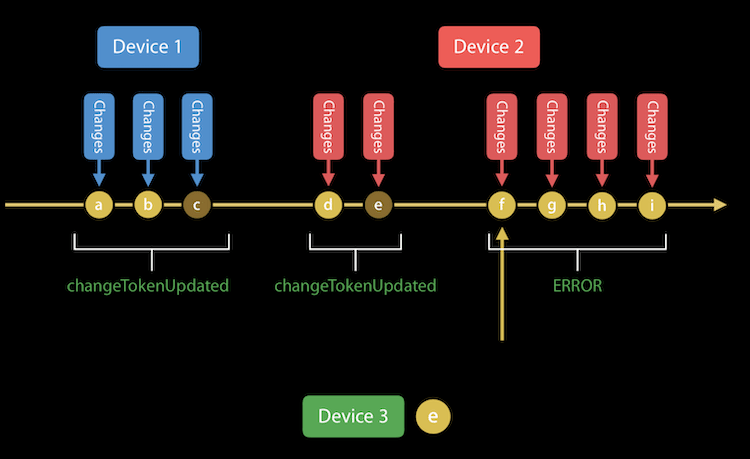 Device 1
Device 2
Changes
Changes
Changes
Changes
Changes
Changes
Changes
Changes
Changes
a
b
c
d
e
f
g
h
i
changeTokenUpdated
changeTokenUpdated
ERROR
Device 3
e